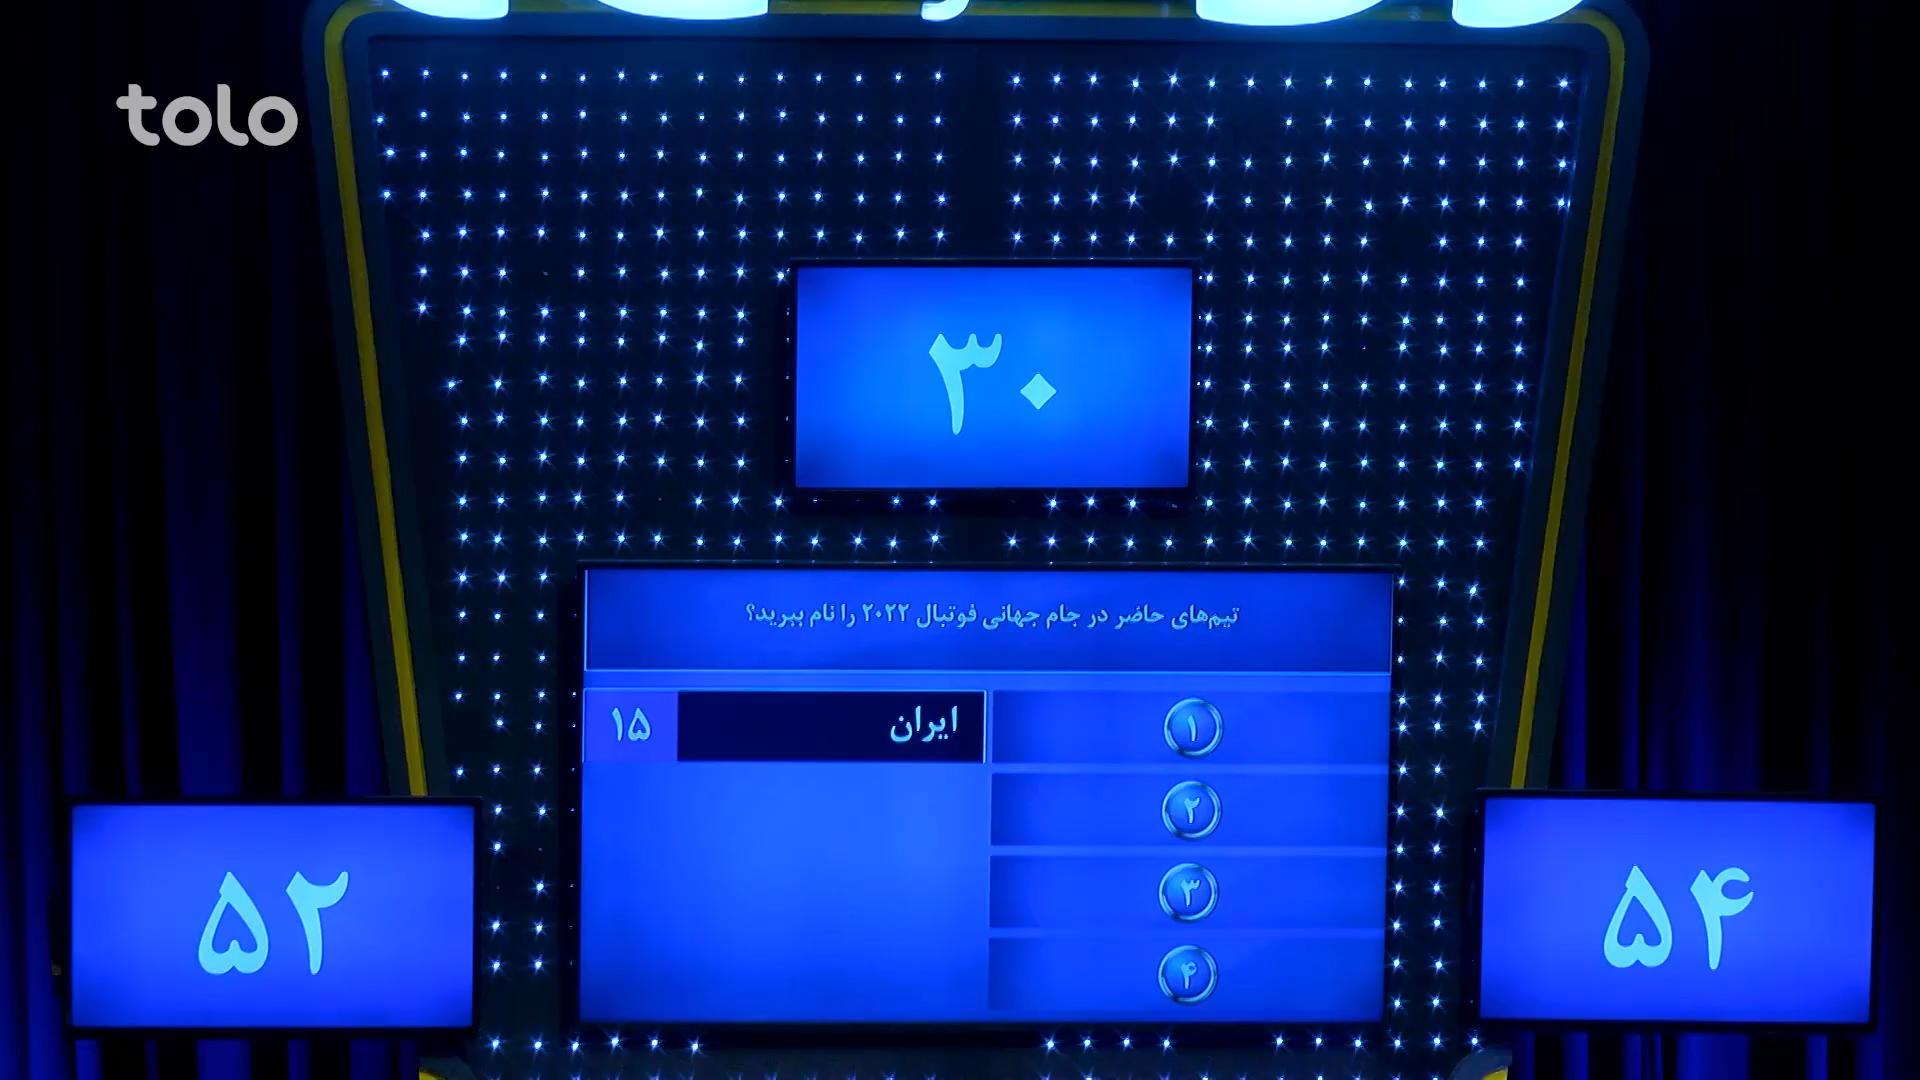 tolo
۳۰
تیم‌های حاضر در جام جهانی فوتبال ۲۰۲۲ را نام ببرید؟
۱
ایران ۱۵
۲
۳
۴
۵۲
۵۴